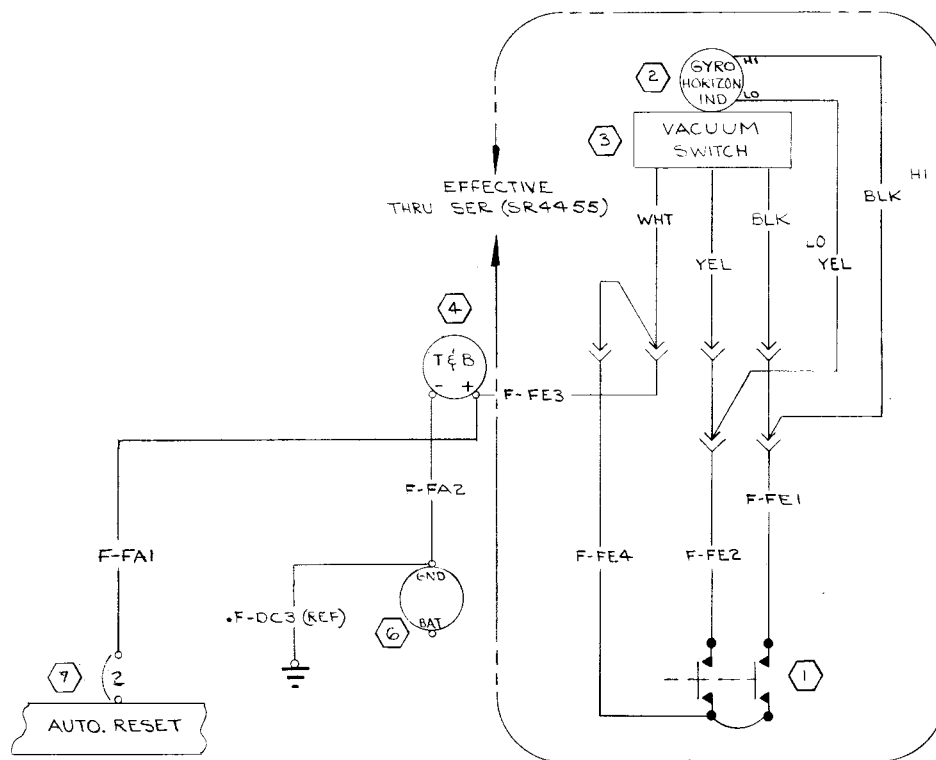 2
GYRO
HORIZON
IND
HI
LO
3
VACUUM
SWITCH
EFFECTIVE
THRU SER (SR4455)
WHT
YEL
BLK
LO
YEL
BLK
HI
4
T & B
- +
F-FE3
F-FA2
F-FE1
F-FA1
F-FE4
F-FE2
GND
BAT
F-DC3 (REF)
6
7
2
1
AUTO. RESET